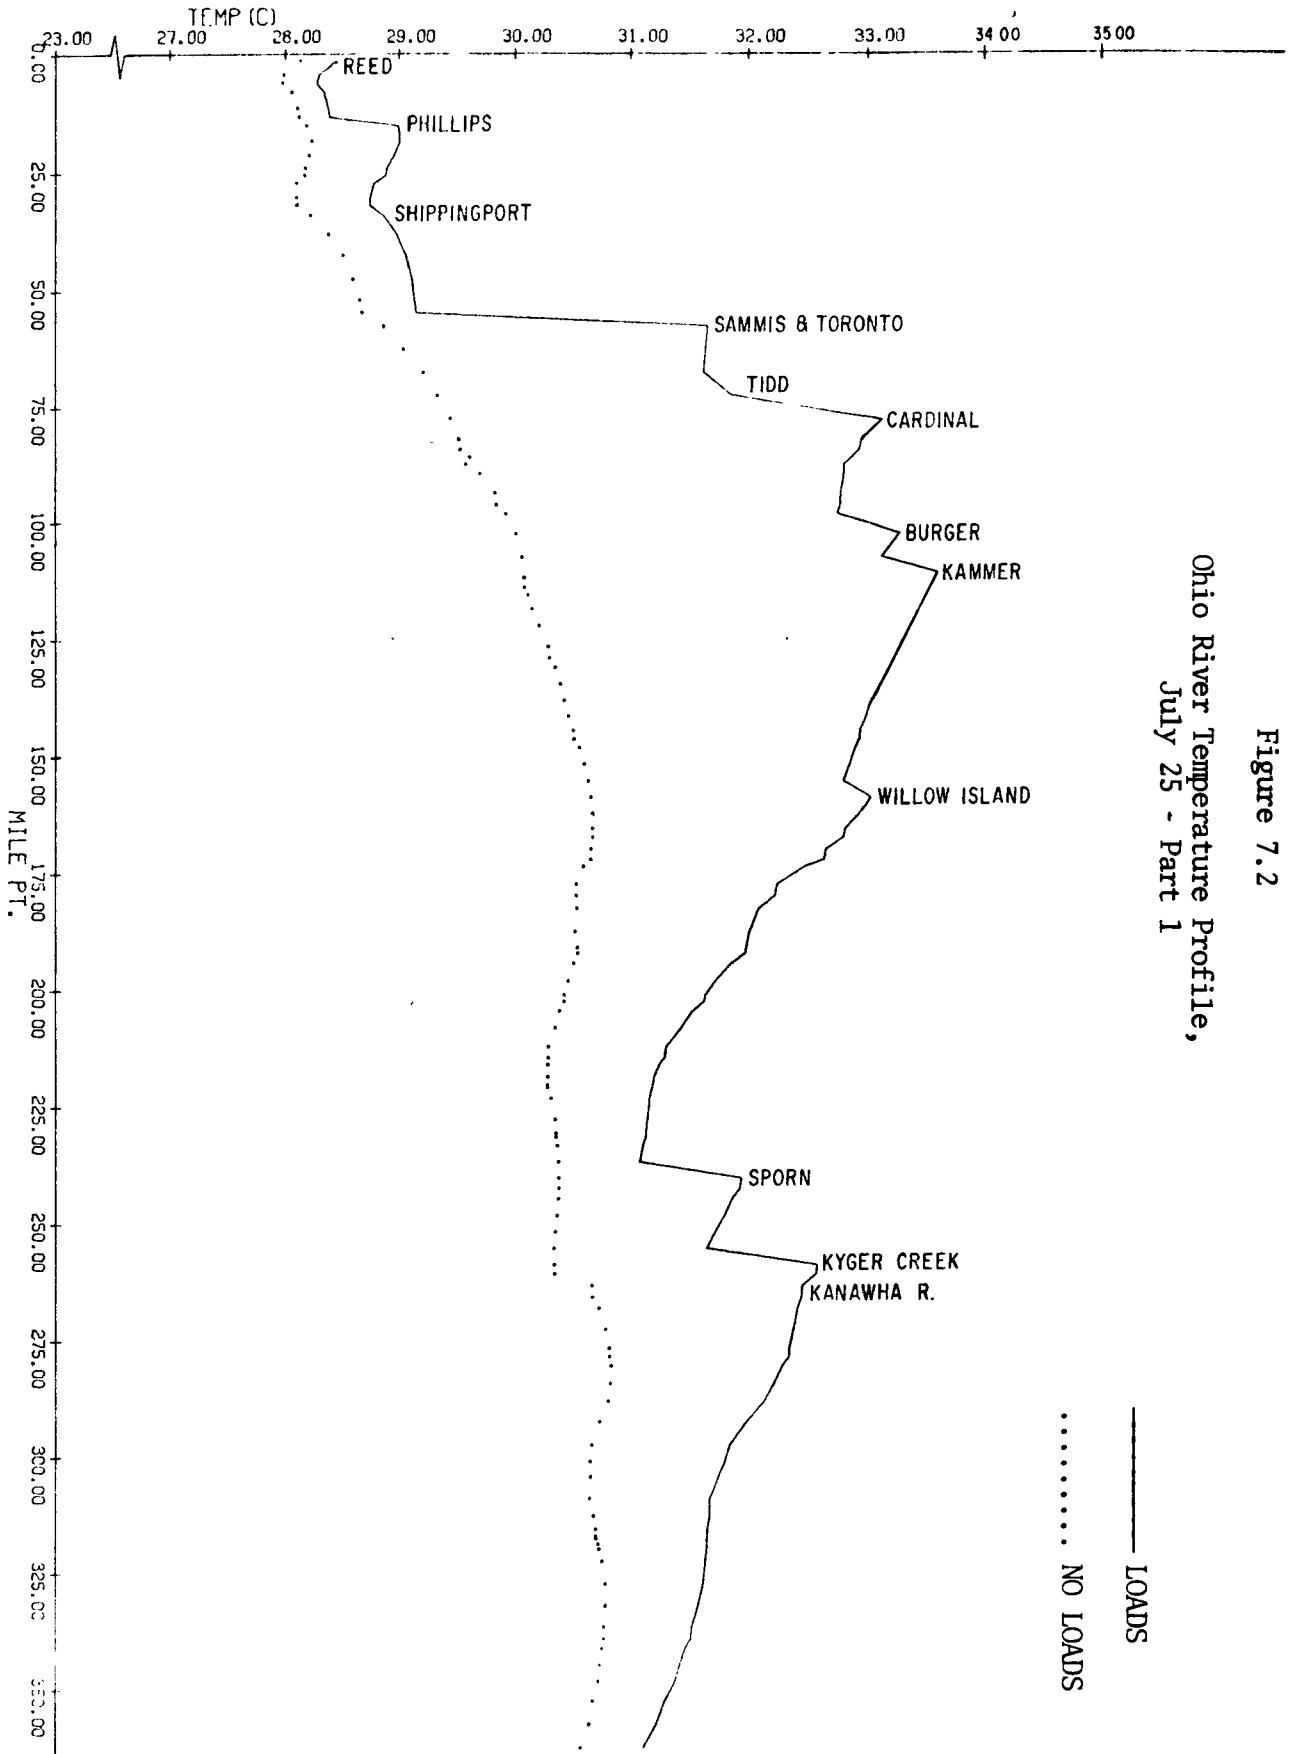 Figure 7.2
Ohio River Temperature Profile,
July 25 - Part 1
LOADS
NO LOADS
TEMP (C)
23.00 27.00 28.00 29.00 30.00 31.00 32.00 33.00 34 00 35 00
REED
PHILLIPS
SHIPPINGPORT
SAMMIS & TORONTO
TIDD
CARDINAL
BURGER
KAMMER
WILLOW ISLAND
SPORN
KYGER CREEK
KANAWHA R.
0.00 25.00 50.00 75.00 100.00 125.00 150.00 175.00 200.00 225.00 250.00 275.00 300.00 325.00 350.00
MILE PT.